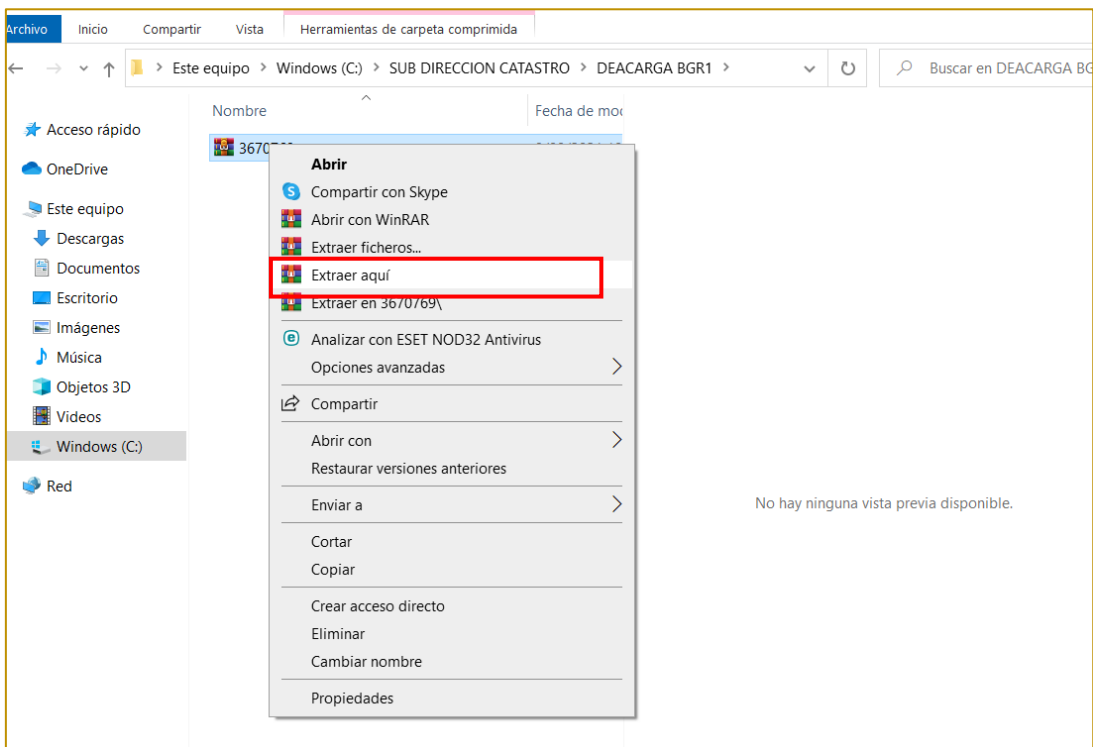 Archivo Inicio Compartir Vista Herramientas de carpeta comprimida
Este equipo > Windows (C:) > SUB DIRECCION CATASTRO > DEACARGA BGR1 > Buscar en DEACARGA BG
Nombre Fecha de mo
Acceso rápido
OneDrive
Este equipo
Descargas
Documentos
Escritorio
Imágenes
Música
Objetos 3D
Videos
Windows (C:)
Red
3670
Abrir
Compartir con Skype
Abrir con WinRAR
Extraer ficheros...
Extraer aquí
Extraer en 3670769\
Analizar con ESET NOD32 Antivirus
Opciones avanzadas
Compartir
Abrir con
Restaurar versiones anteriores
Enviar a
Cortar
Copiar
Crear acceso directo
Eliminar
Cambiar nombre
Propiedades
No hay ninguna vista previa disponible.